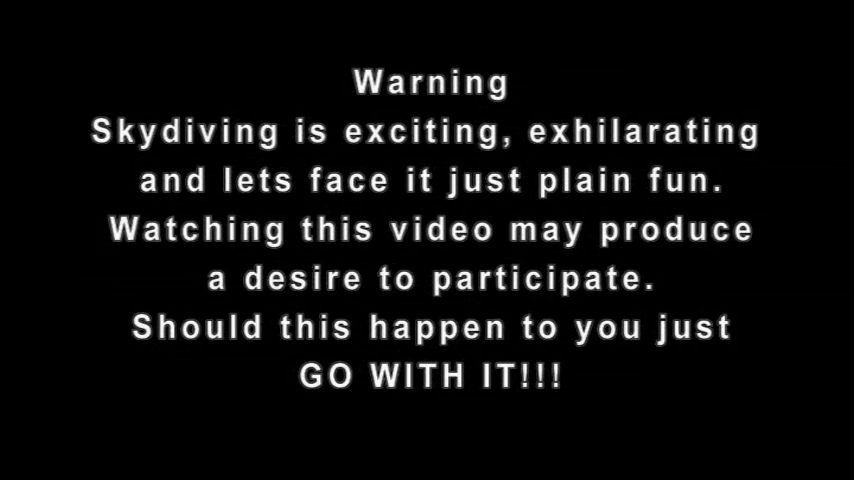 Warning
Skydiving is exciting, exhilarating
and lets face it just plain fun.
Watching this video may produce
a desire to participate.
Should this happen to you just
GO WITH IT!!!